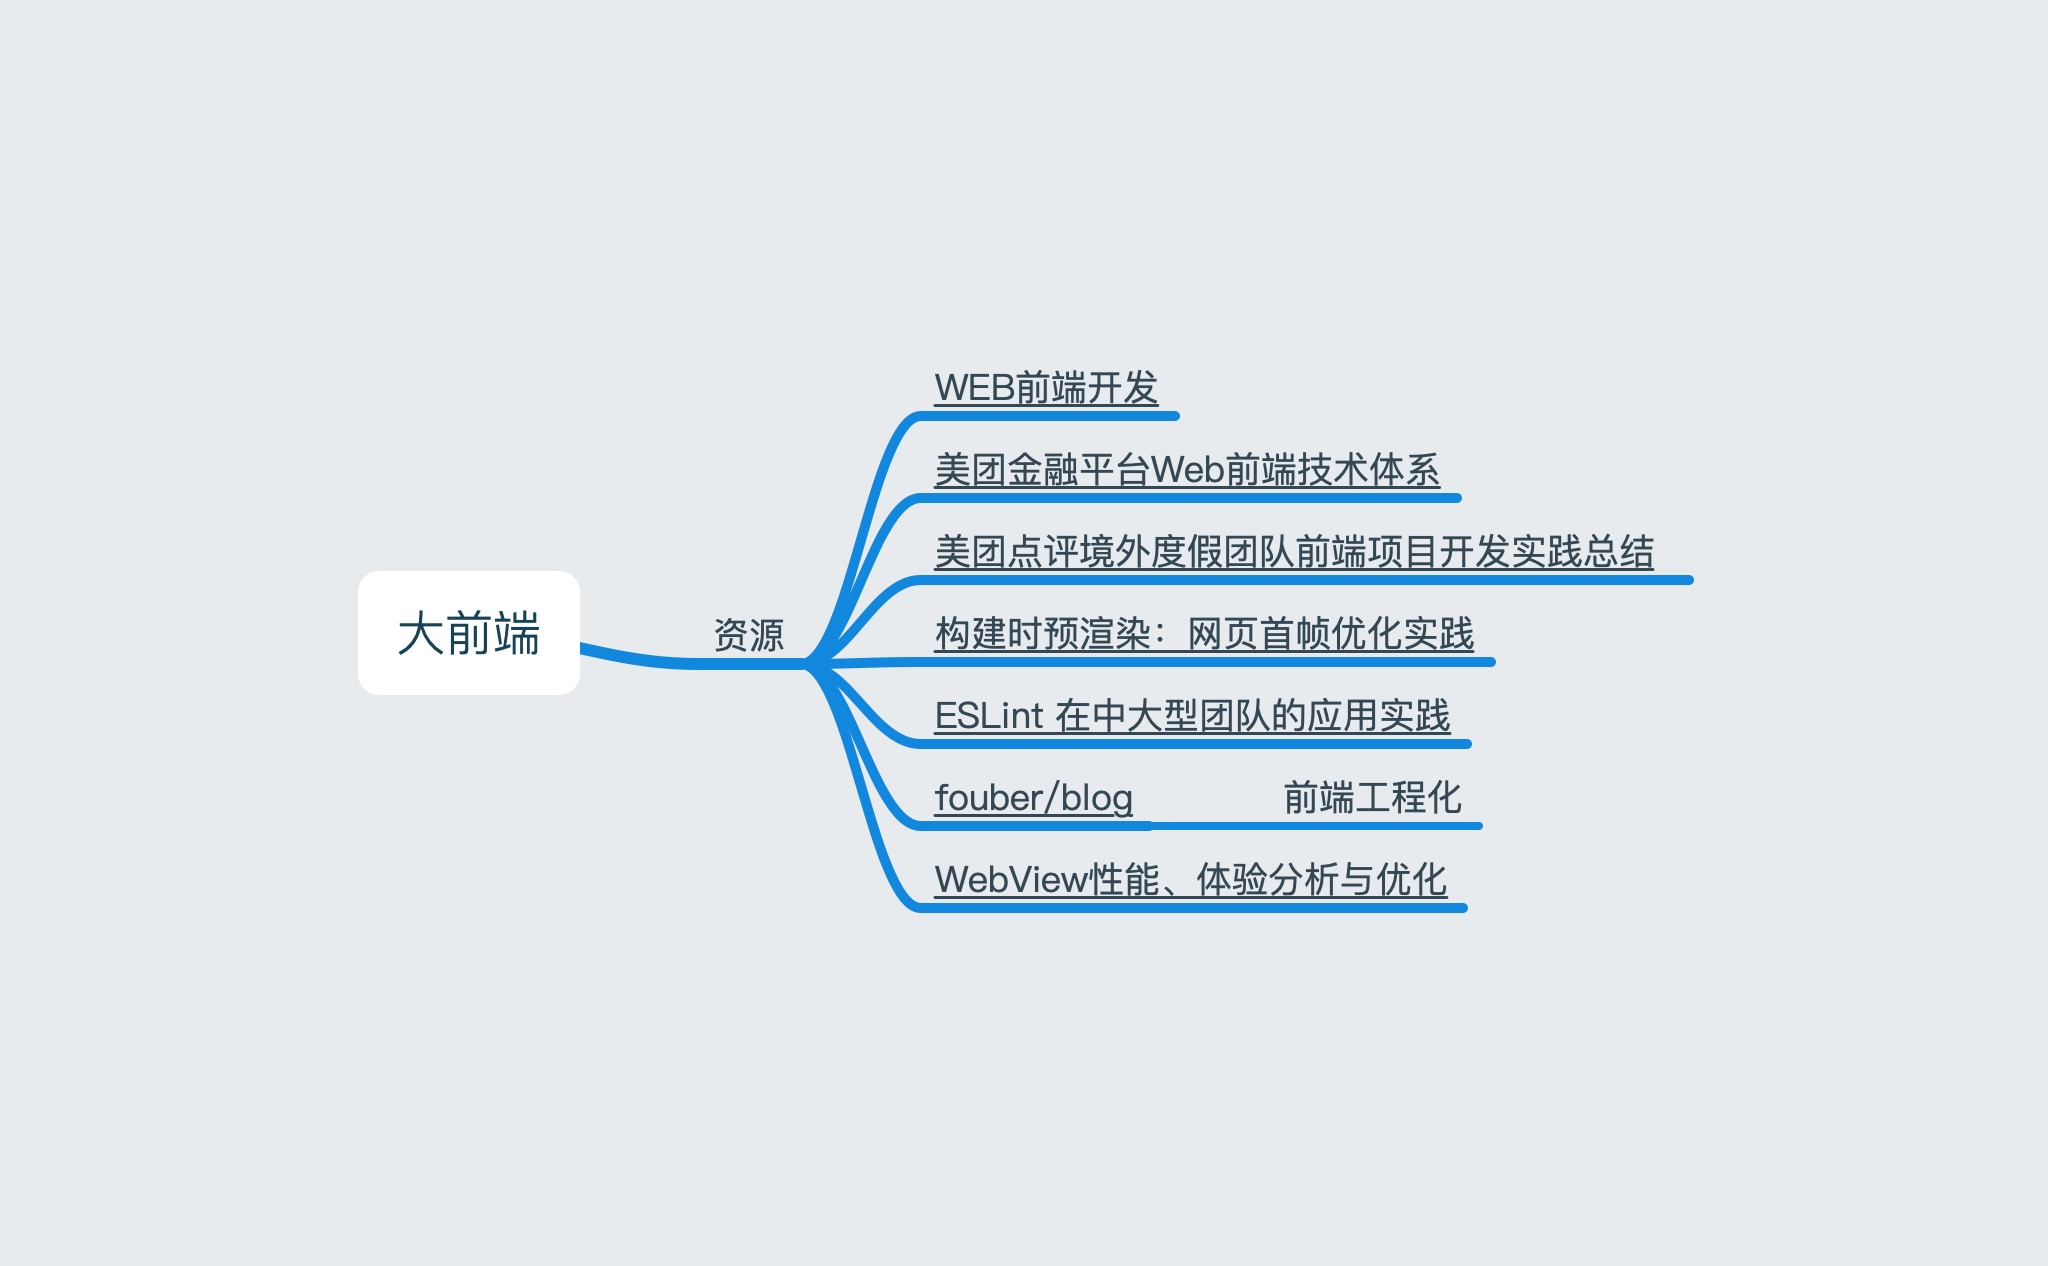 大前端
资源
WEB前端开发
美团金融平台Web前端技术体系
美团点评境外度假团队前端项目开发实践总结
构建时预渲染：网页首帧优化实践
ESLint 在中大型团队的应用实践
fouber/blog 前端工程化
WebView性能、体验分析与优化